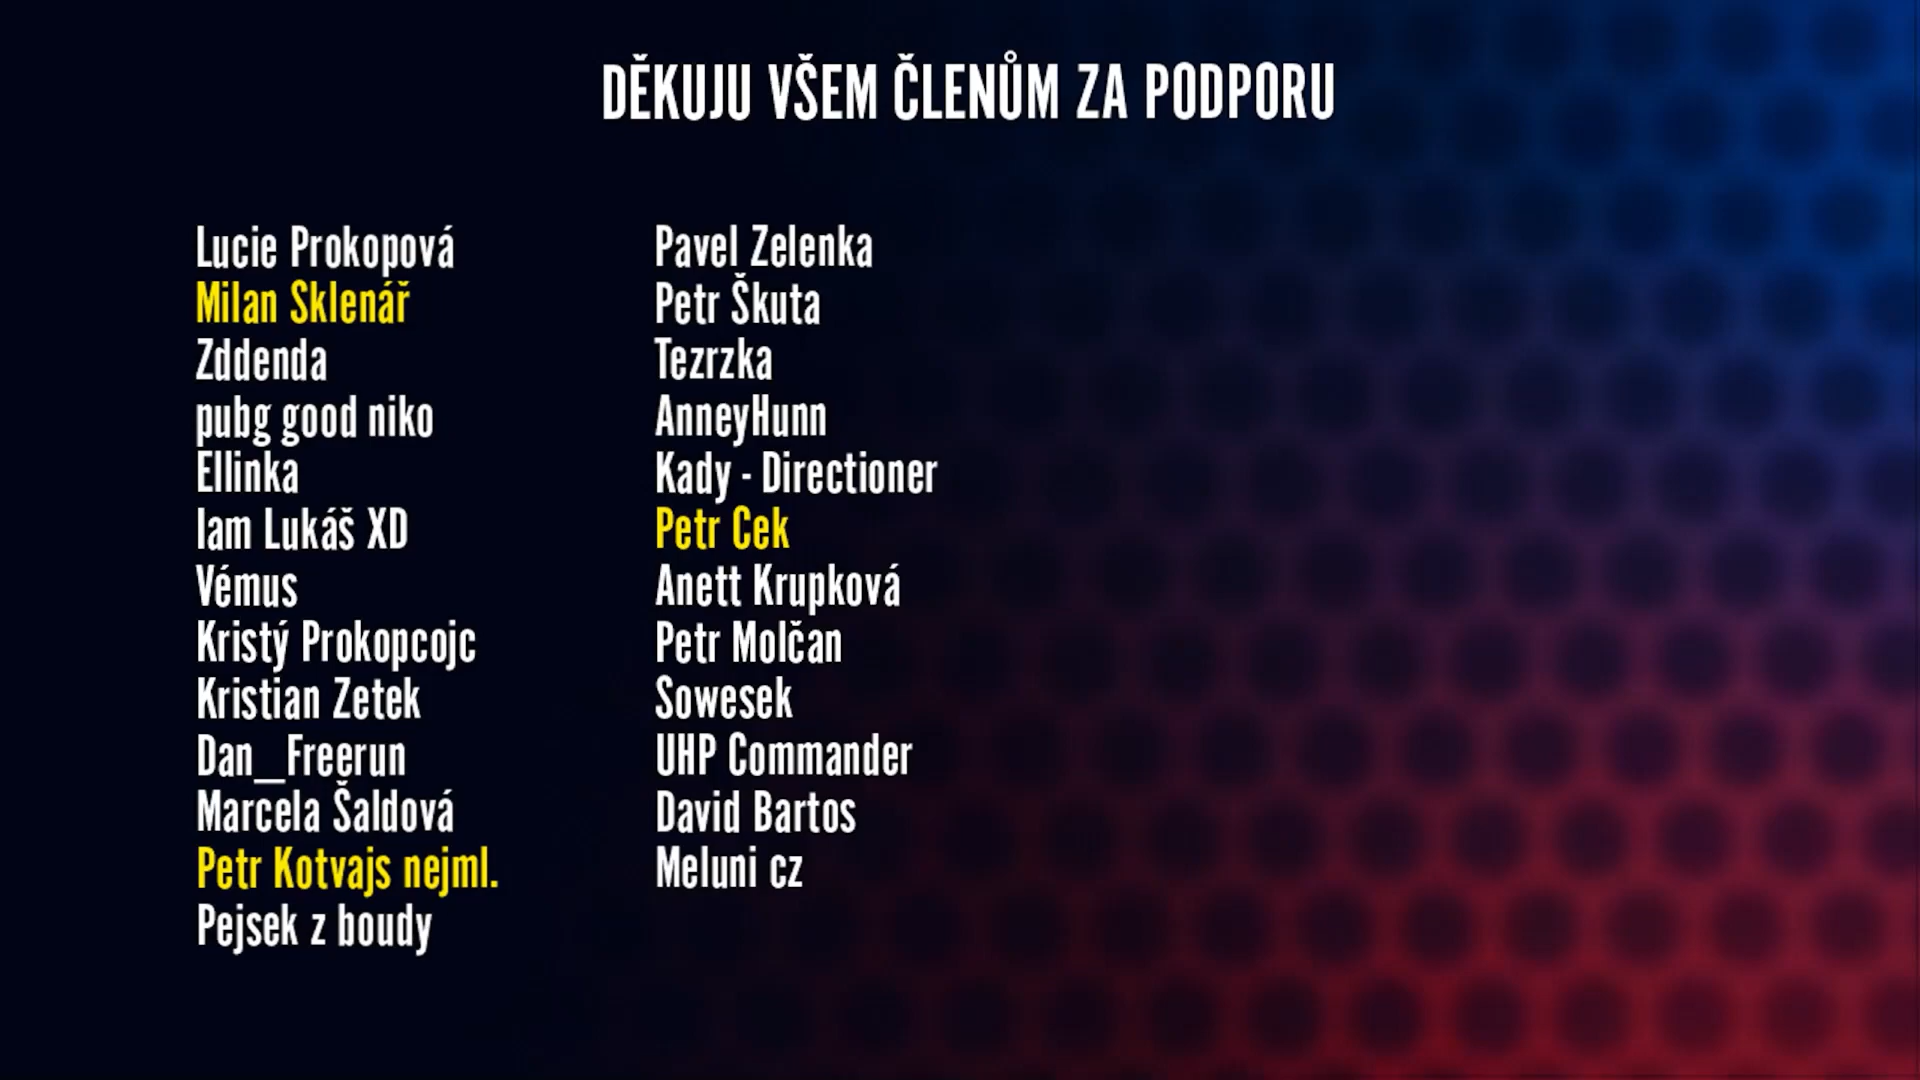 DĚKUJU VŠEM ČLENŮM ZA PODPORU
Lucie Prokopová
Milan Sklenář
Zddenda
pubg good niko
Ellinka
Iam Lukáš XD
Vémus
Kristý Prokopcojc
Kristian Zetek
Dan_Freerun
Marcela Šaldová
Petr Kotvajs nejml.
Pejsek z boudy
Pavel Zelenka
Petr Škuta
Tezrzka
AnneyHunn
Kady - Directioner
Petr Cek
Anett Krupková
Petr Molčan
Sowesek
UHP Commander
David Bartos
Meluni cz